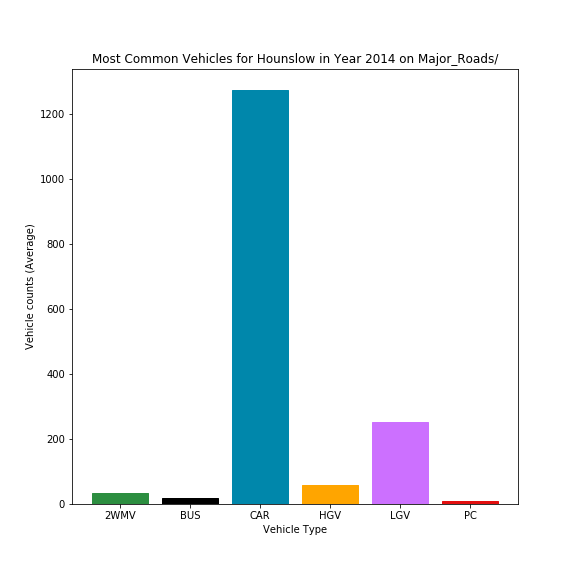 Most Common Vehicles for Hounslow in Year 2014 on Major_Roads/
1200
1000
800
600
400
200
0
Vehicle counts (Average)
2WMV BUS CAR HGV LGV PC
Vehicle Type